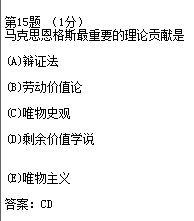 第15题 （1分）
马克思恩格斯最重要的理论贡献是
(A)辩证法
(B)劳动价值论
(C)唯物史观
(D)剩余价值学说
(E)唯物主义
答案：CD